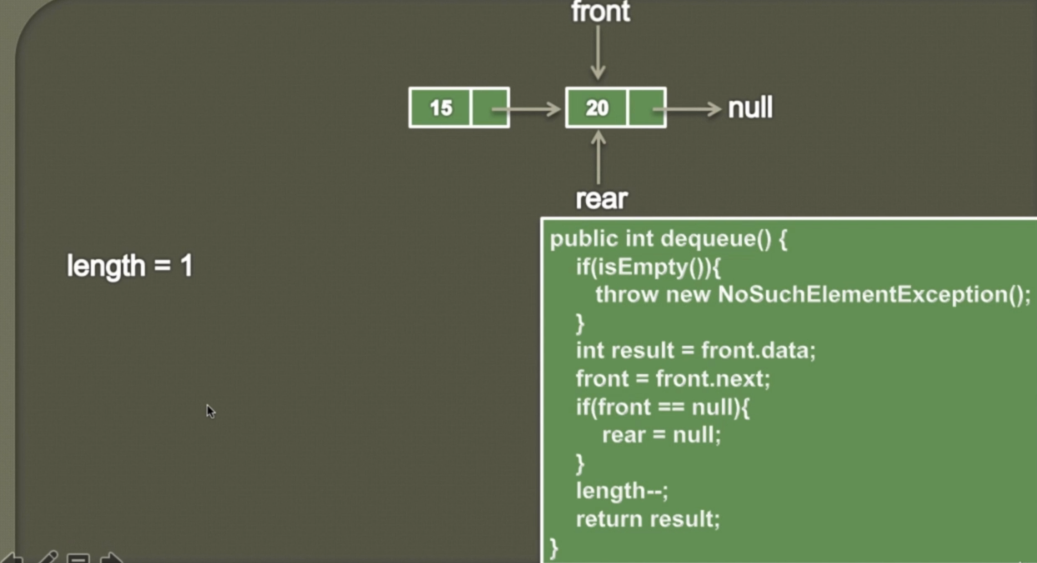 front
15
20
null
rear
length = 1
public int dequeue() {
if(isEmpty()){
throw new NoSuchElementException();
}
int result = front.data;
front = front.next;
if(front == null){
rear = null;
}
length--;
return result;
}